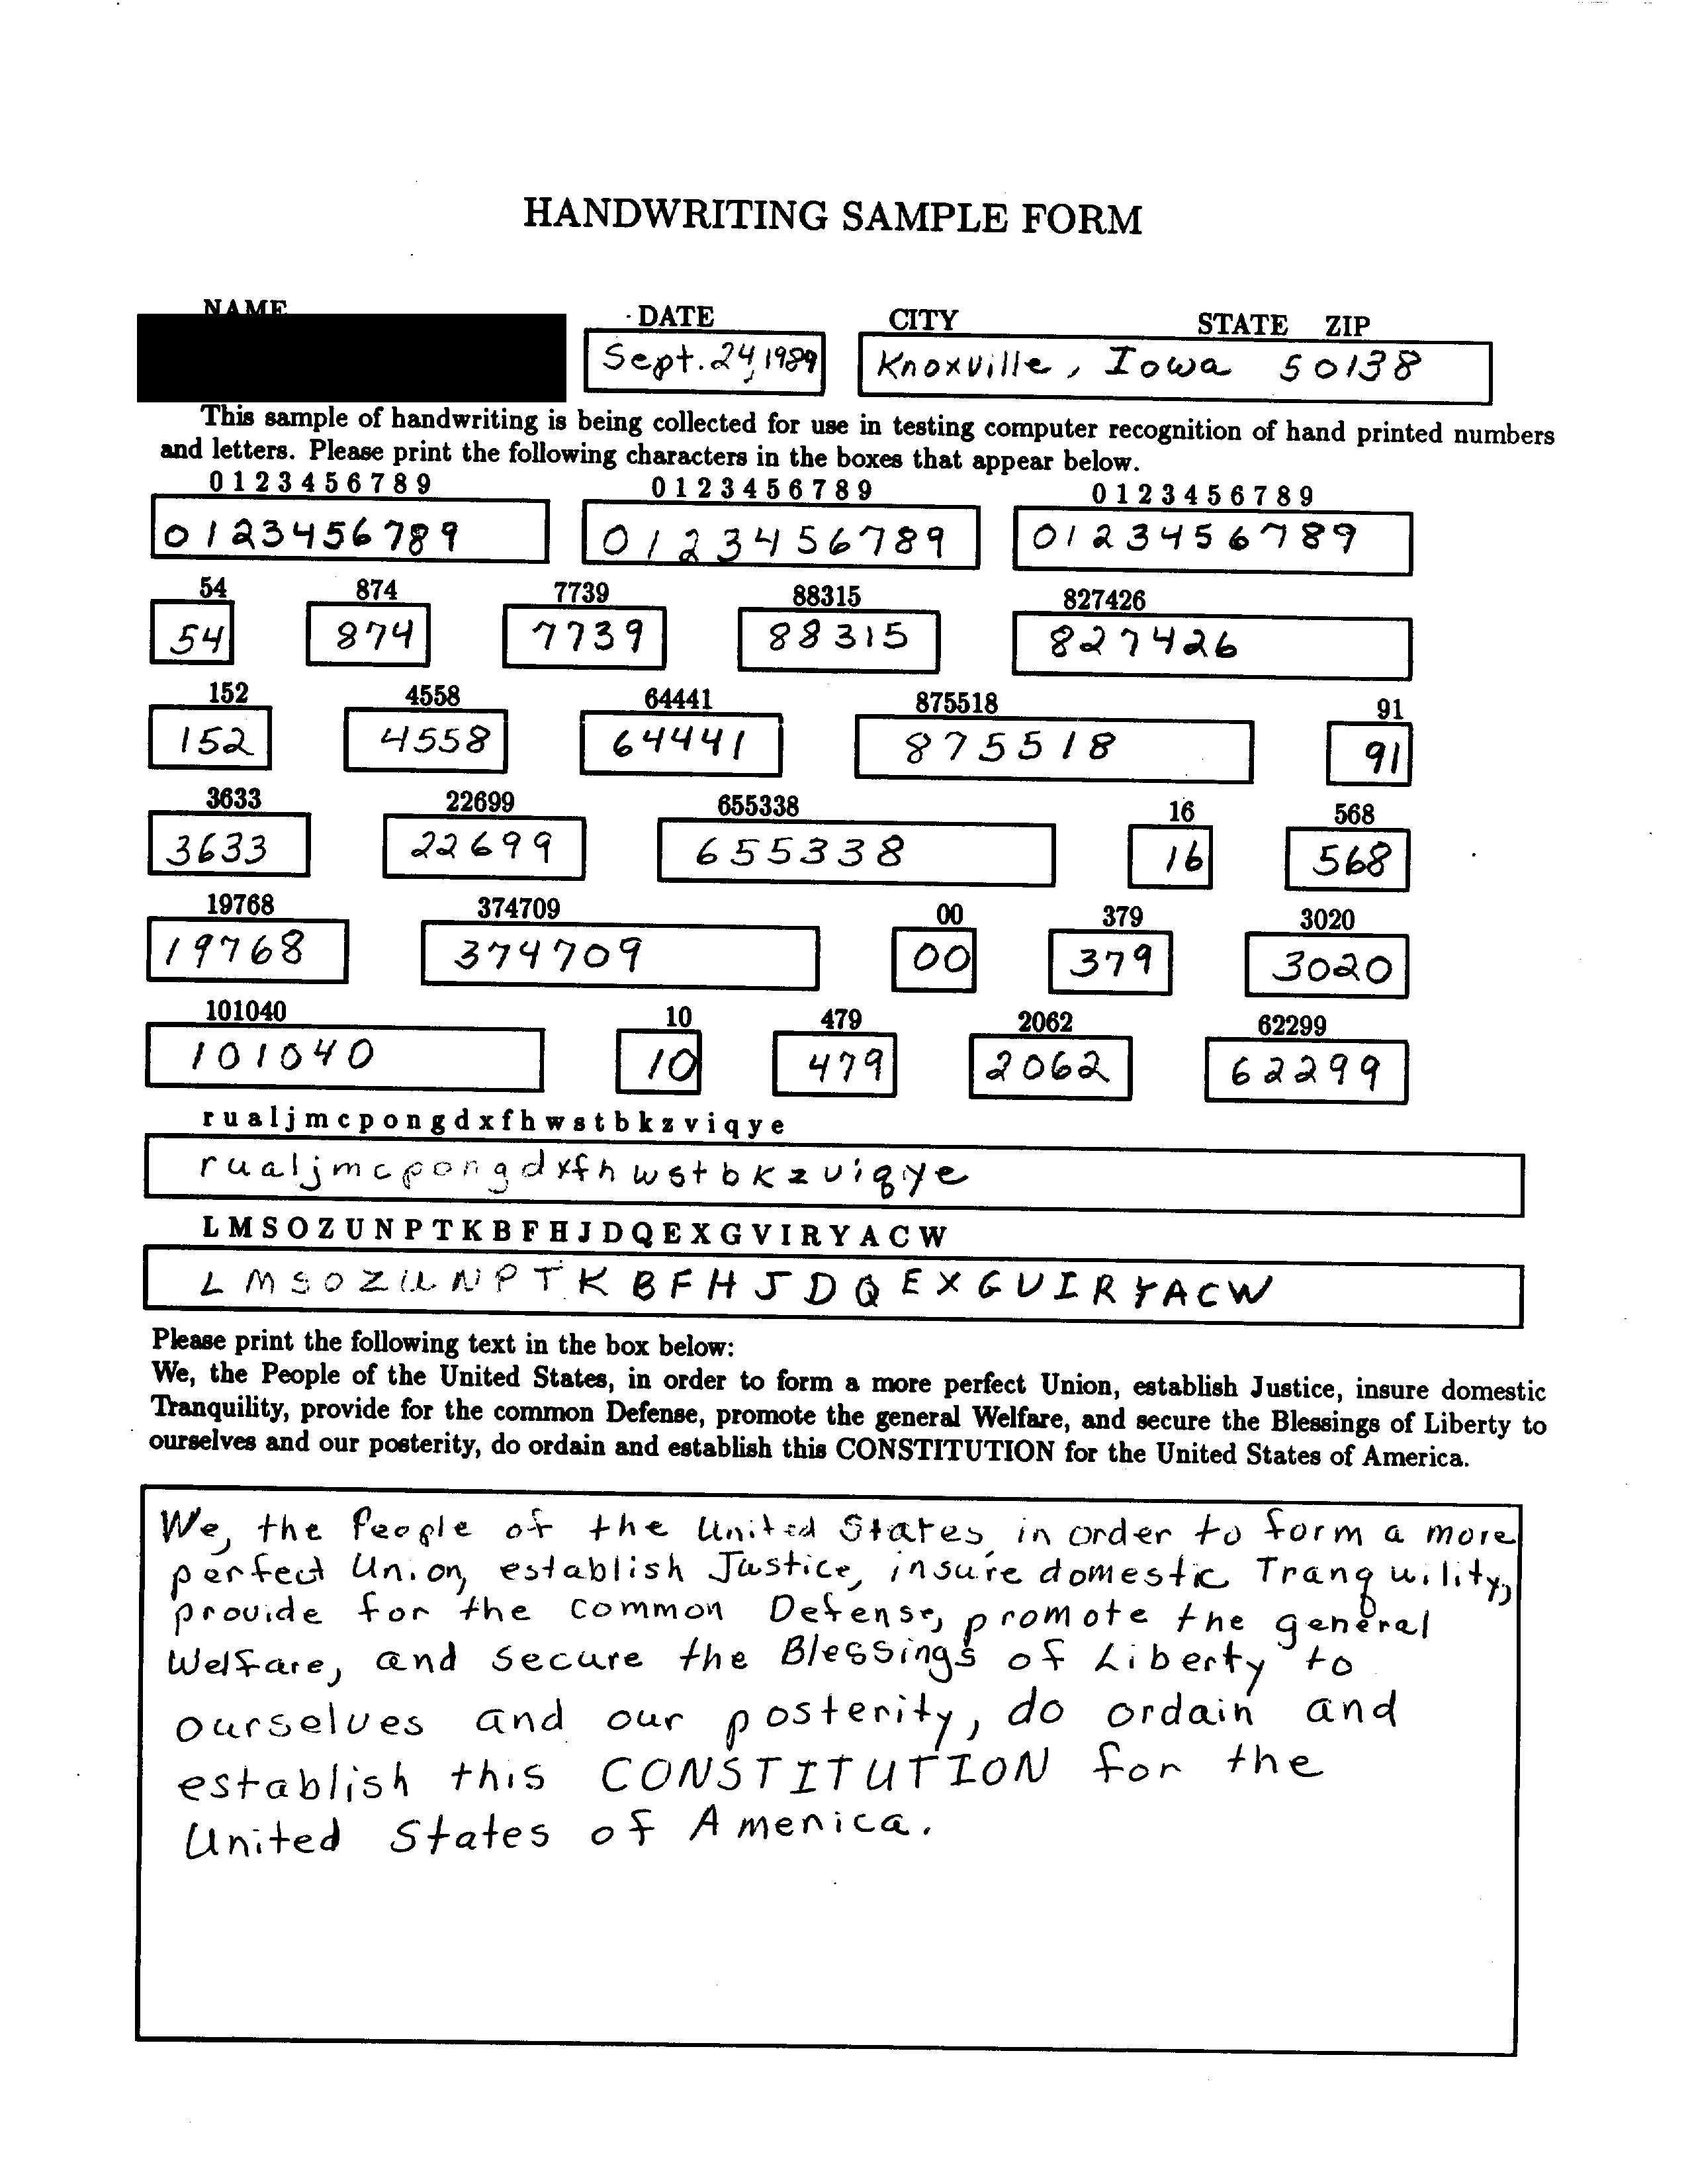 HANDWRITING SAMPLE FORM
NAME DATE CITY STATE ZIP
Sept. 24, 1989 Knoxville, Iowa 50138
This sample of handwriting is being collected for use in testing computer recognition of hand printed numbers
and letters. Please print the following characters in the boxes that appear below.
0 1 2 3 4 5 6 7 8 9 0 1 2 3 4 5 6 7 8 9 0 1 2 3 4 5 6 7 8 9
0123456789 0123456789 0123456789
54 874 7739 88315 827426
54 874 7739 88315 827426
152 4558 64441 875518 91
152 4558 64441 875518 91
3633 22699 655338 16 568
3633 22699 655338 16 568
19768 374709 00 379 3020
19768 374709 00 379 3020
101040 10 479 2062 62299
101040 10 479 2062 62299
r u a l j m c p o n g d x f h w s t b k z v i q y e
r u a l j m c p o n g d x f h w s t b k z v i q y e
L M S O Z U N P T K B F H J D Q E X G V I R Y A C W
L M S O Z U N P T K B F H J D Q E X G V I R Y A C W
Please print the following text in the box below:
We, the People of the United States, in order to form a more perfect Union, establish Justice, insure domestic
Tranquility, provide for the common Defense, promote the general Welfare, and secure the Blessings of Liberty to
ourselves and our posterity, do ordain and establish this CONSTITUTION for the United States of America.
We, the People of the United States, in order to form a more
perfect Union, establish Justice, insure domestic Tranquility,
provide for the common Defense, promote the general
Welfare, and secure the Blessings of Liberty to
ourselves and our posterity, do ordain and
establish this CONSTITUTION for the
United States of America.